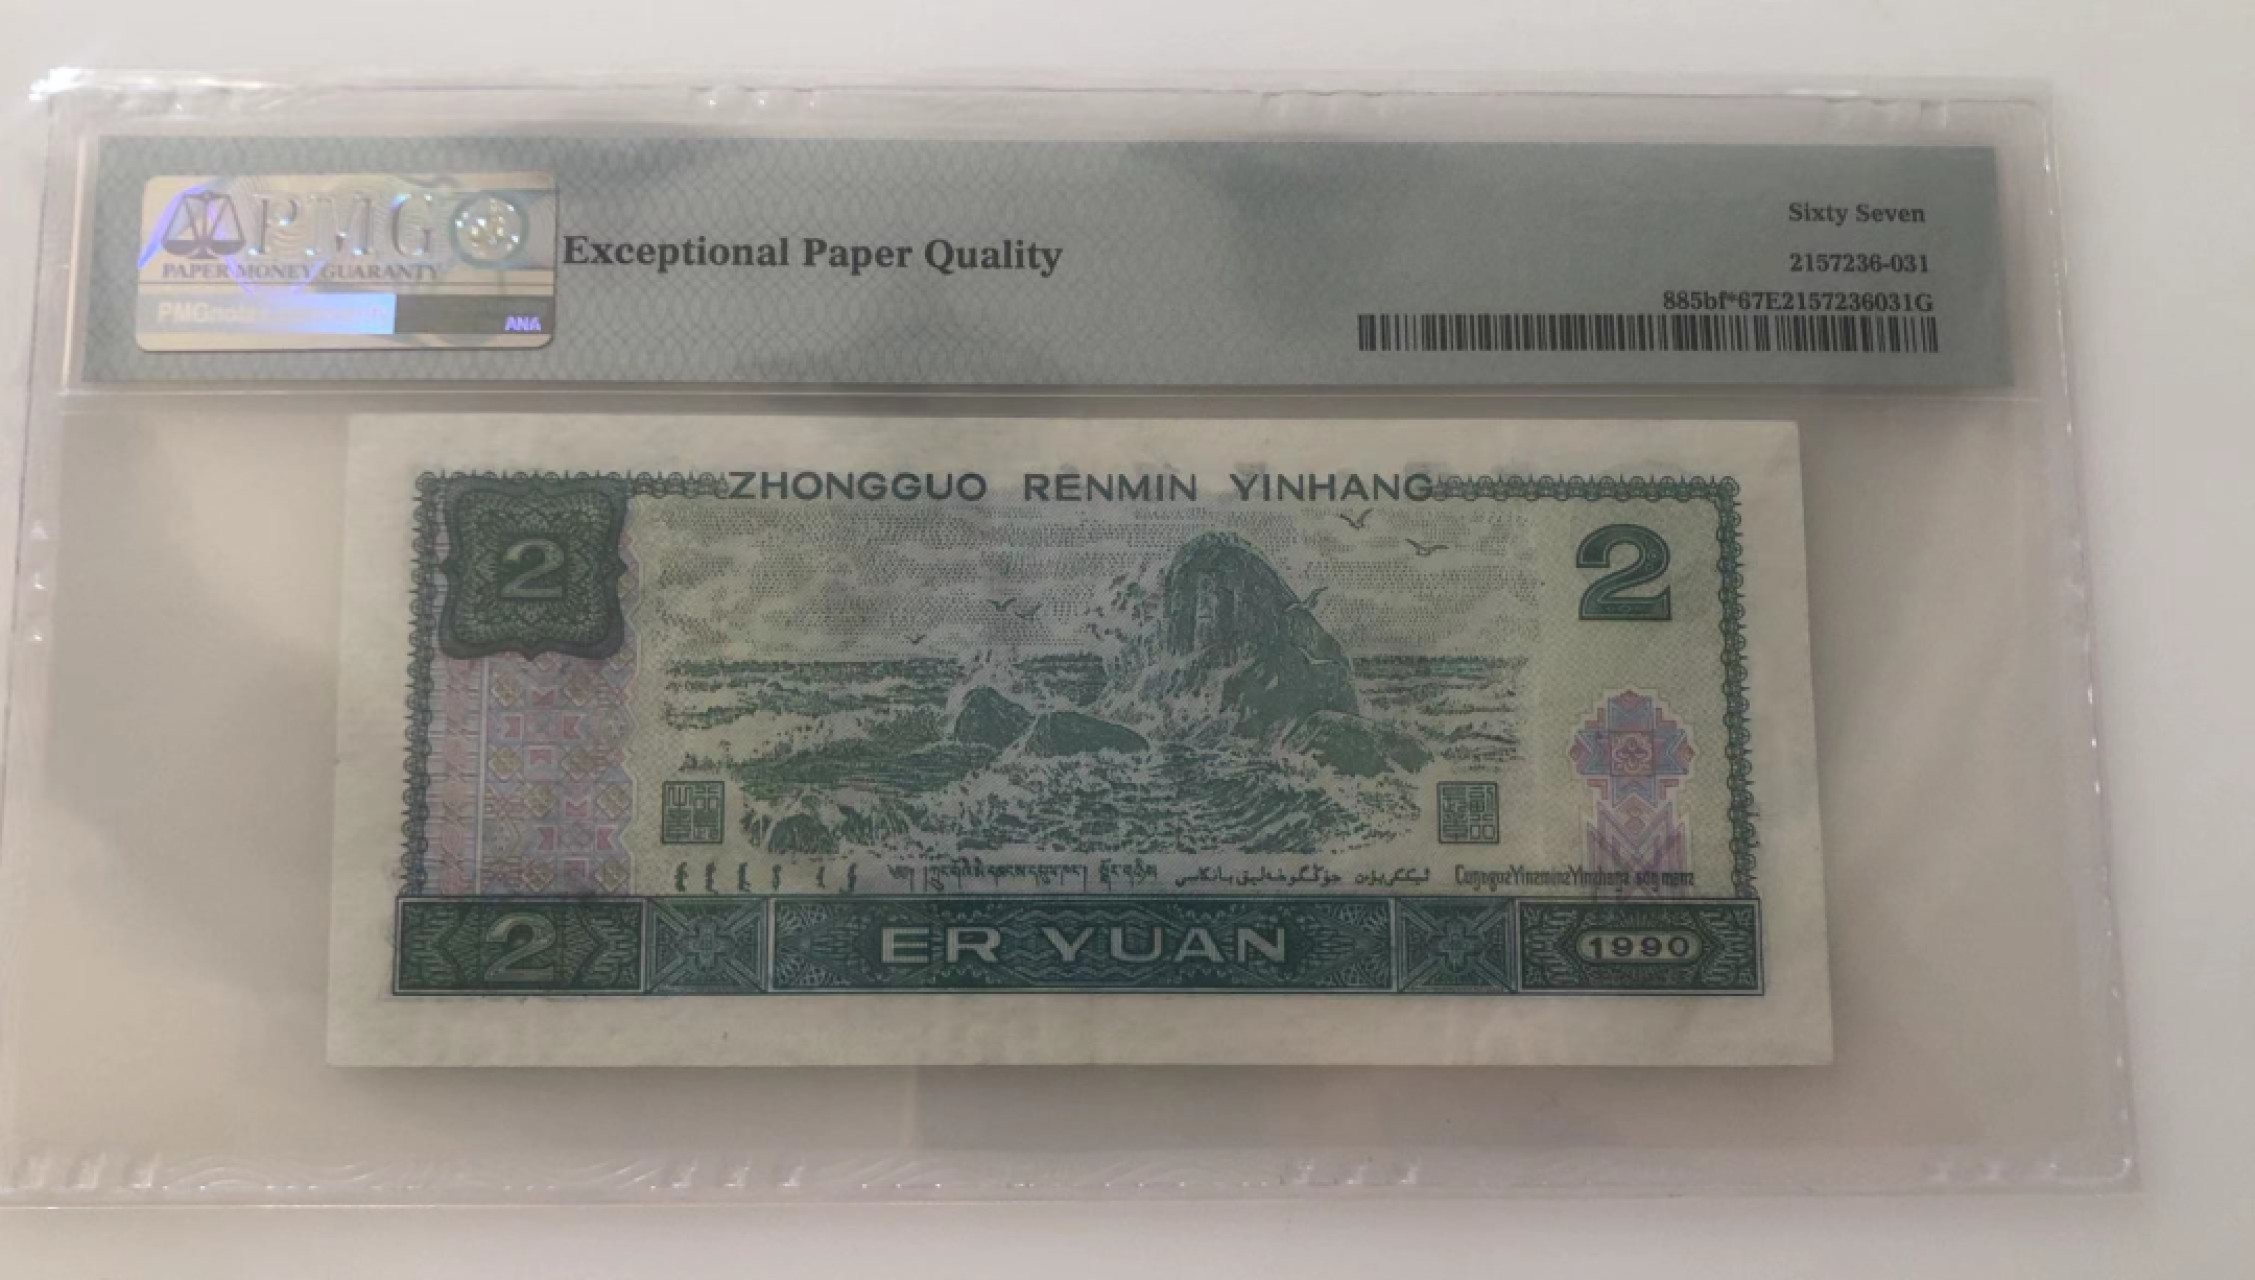 PMG
PAPER MONEY GUARANTY
ANA
Exceptional Paper Quality
Sixty Seven
2157236-031
885bf*67E2157236031G
ZHONGGUO RENMIN YINHANG
2
2
2
ER YUAN
1990